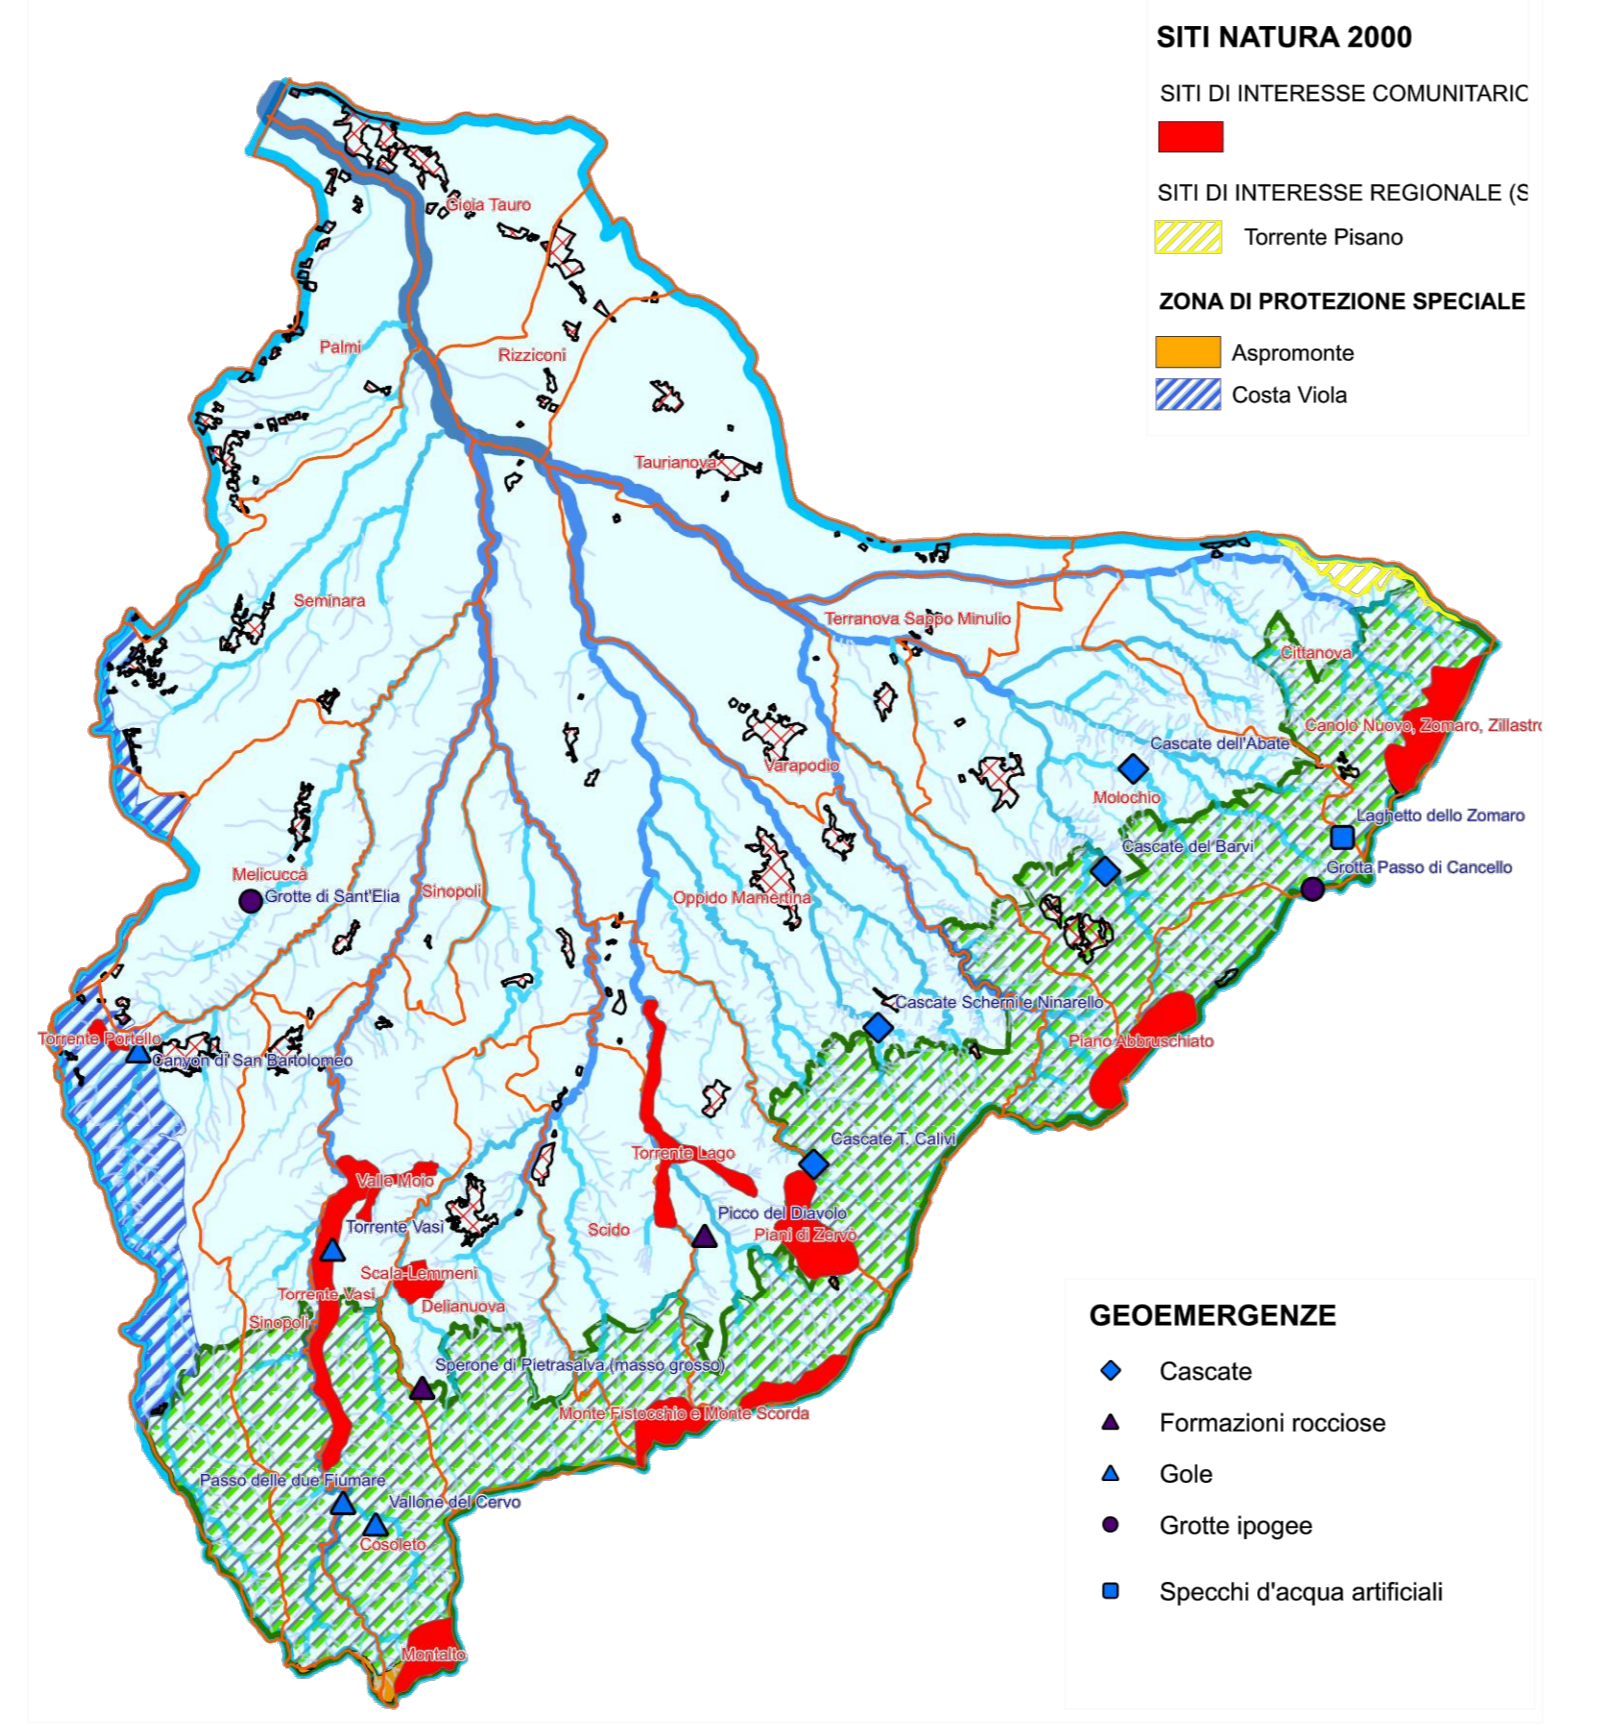 SITI NATURA 2000
SITI DI INTERESSE COMUNITARIO
SITI DI INTERESSE REGIONALE (S
Torrente Pisano
ZONA DI PROTEZIONE SPECIALE
Aspromonte
Costa Viola
Gioia Tauro
Palmi
Rizziconi
Taurianova
Seminara
Terranova Sappo Minulio
Cittanova
Canolo Nuovo, Zomaro, Zillastro
Cascate dell'Abate
Varapodio
Molochio
Laghetto dello Zomaro
Cascate del Barvi
Grotta Passo di Cancello
Melicuccà
Grotte di Sant'Elia
Sinopoli
Oppido Mamertina
Cascate Scherni e Ninarello
Torrente Portello
Canyon di San Bartolomeo
Piano Abbruschiato
Cascate T. Calivi
Torrente Lago
Valle Moio
Torrente Vasi
Scido
Picco del Diavolo
Piani di Zervò
Scala-Lemmeni
Torrente Vasi
Delianuova
Sinopoli
Sperone di Pietrasalva (masso grosso)
Monte Fistocchio e Monte Scorda
Passo delle due Fiumare
Vallone del Cervo
Cosoleto
Montalto
GEOEMERGENZE
Cascate
Formazioni rocciose
Gole
Grotte ipogee
Specchi d'acqua artificiali